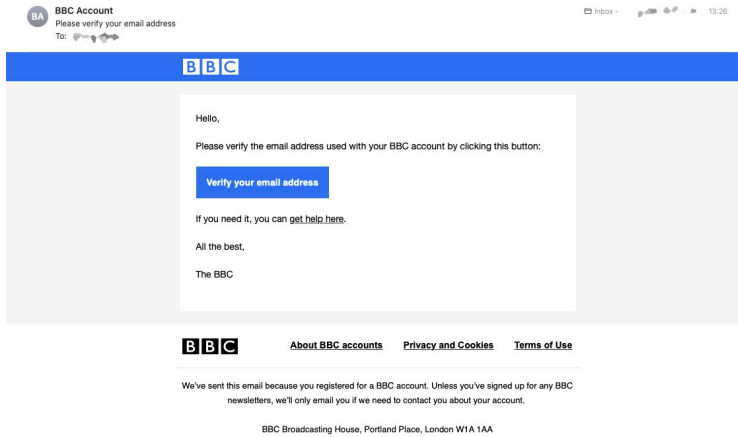 BA
BBC Account
Please verify your email address
To:
Inbox -
13:26
BBC
Hello,
Please verify the email address used with your BBC account by clicking this button:
Verify your email address
If you need it, you can get help here.
All the best,
The BBC
BBC
About BBC accounts
Privacy and Cookies
Terms of Use
We've sent this email because you registered for a BBC account. Unless you've signed up for any BBC
newsletters, we'll only email you if we need to contact you about your account.
BBC Broadcasting House, Portland Place, London W1A 1AA